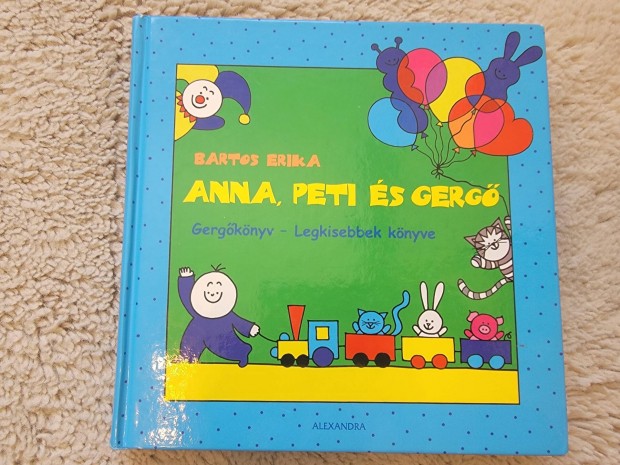 BARTOS ERIKA
ANNA, PETI ÉS GERGŐ
Gergőkönyv - Legkisebbek könyve
ALEXANDRA